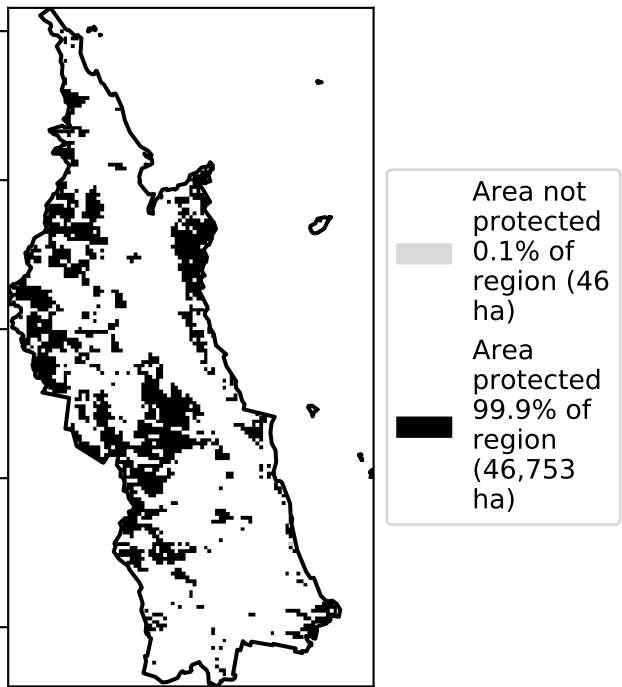 Area not
protected
0.1% of
region (46
ha)
Area
protected
99.9% of
region
(46,753
ha)